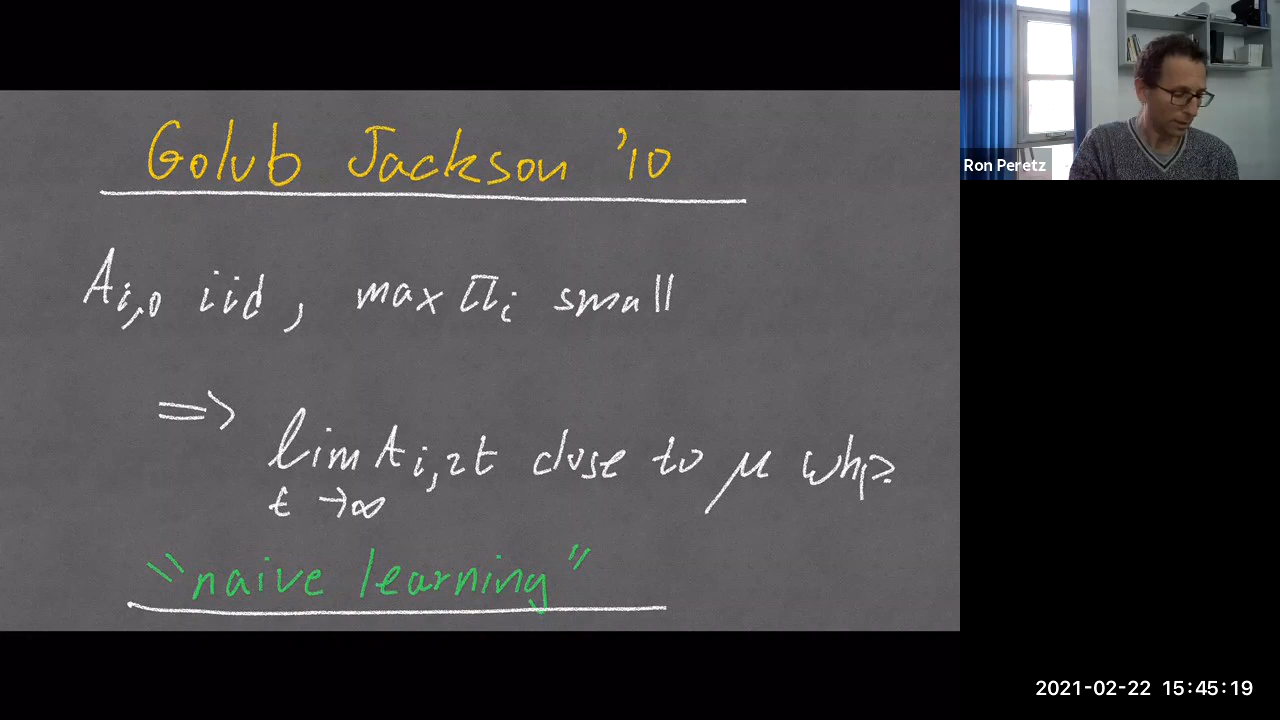 Golub Jackson '10
A_{i,0} iid, max Π_i small
=> lim_{t→∞} A_{i,2t} close to μ whp.
"naive learning"
Ron Peretz
2021-02-22 15:45:19